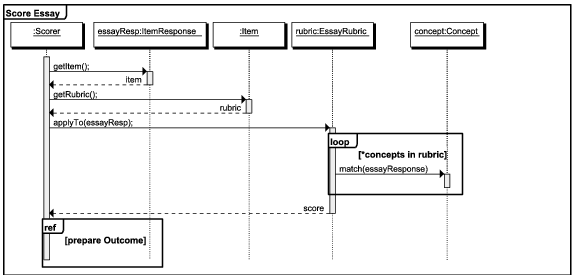 Score Essay
:Scorer
essayResp:ItemResponse
:Item
rubric:EssayRubric
concept:Concept
getItem();
item
getRubric();
rubric
applyTo(essayResp);
loop
[*concepts in rubric]
match(essayResponse)
score
ref
[prepare Outcome]